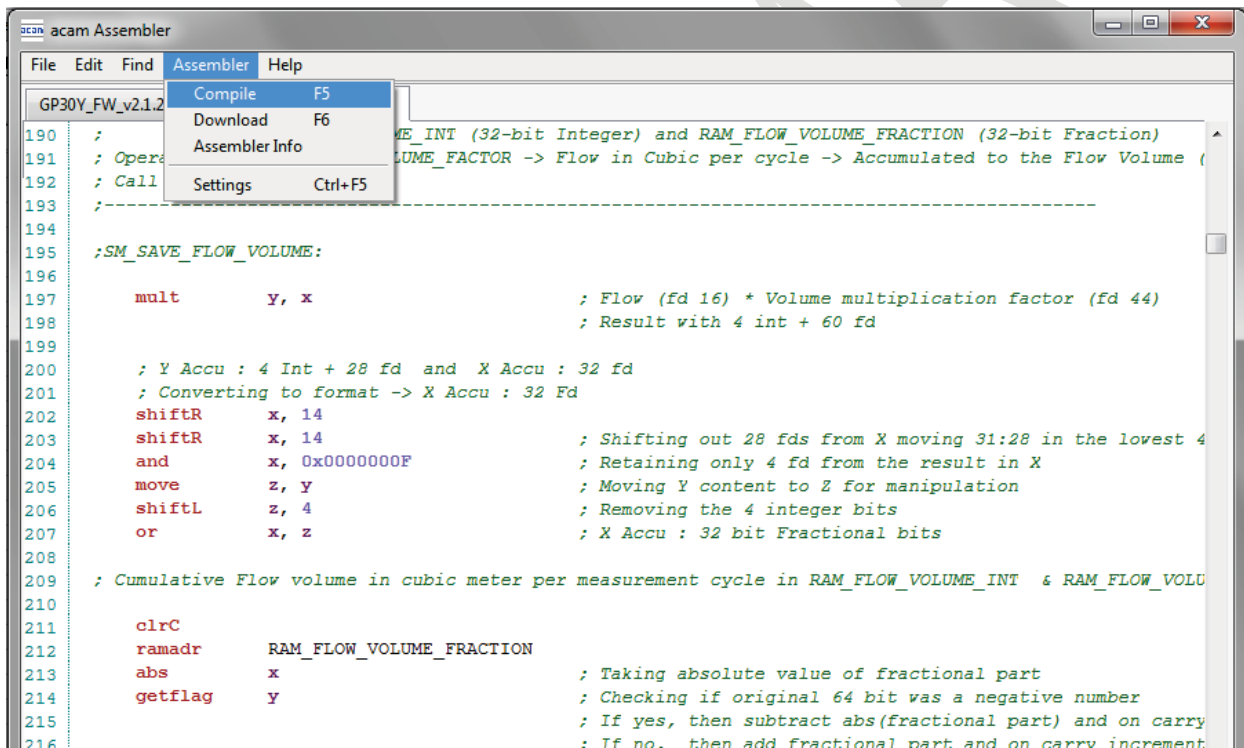 acam acam Assembler
File Edit Find Assembler Help
GP30Y_FW_v2.1.2
Compile F5
Download F6
Assembler Info
Settings Ctrl+F5
190 ; ME_INT (32-bit Integer) and RAM_FLOW_VOLUME_FRACTION (32-bit Fraction)
191 ; Opera LUME_FACTOR -> Flow in Cubic per cycle -> Accumulated to the Flow Volume (
192 ; Call
193 ;-------------------------------------------------------------------------------------------
194
195 ;SM_SAVE_FLOW_VOLUME:
196
197 mult y, x ; Flow (fd 16) * Volume multiplication factor (fd 44)
198 ; Result with 4 int + 60 fd
199
200 ; Y Accu : 4 Int + 28 fd and X Accu : 32 fd
201 ; Converting to format -> X Accu : 32 Fd
202 shiftR x, 14
203 shiftR x, 14 ; Shifting out 28 fds from X moving 31:28 in the lowest 4
204 and x, 0x0000000F ; Retaining only 4 fd from the result in X
205 move z, y ; Moving Y content to Z for manipulation
206 shiftL z, 4 ; Removing the 4 integer bits
207 or x, z ; X Accu : 32 bit Fractional bits
208
209 ; Cumulative Flow volume in cubic meter per measurement cycle in RAM_FLOW_VOLUME_INT & RAM_FLOW_VOLU
210
211 clrC
212 ramadr RAM_FLOW_VOLUME_FRACTION
213 abs x ; Taking absolute value of fractional part
214 getflag y ; Checking if original 64 bit was a negative number
215 ; If yes, then subtract abs(fractional part) and on carry
216 ; If no, then add fractional part and on carry increment